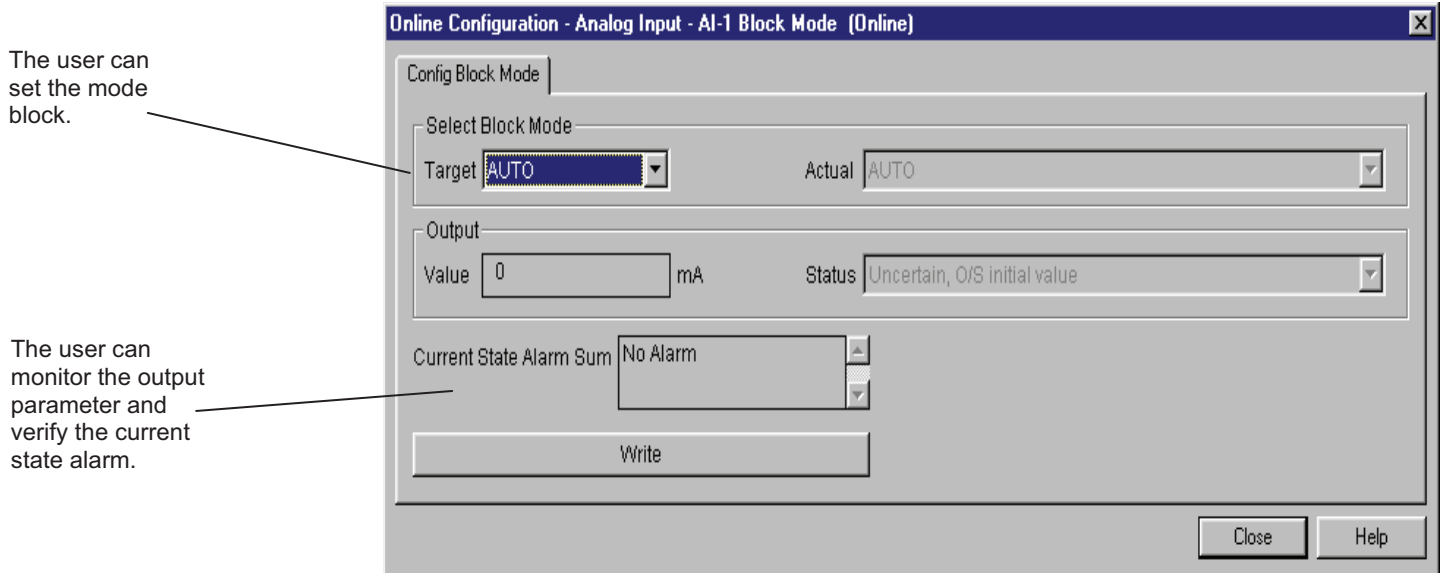 Online Configuration - Analog Input - AI-1 Block Mode (Online)
The user can
set the mode
block.
Config Block Mode
Select Block Mode
Target AUTO Actual AUTO
Output
Value 0 mA Status Uncertain, O/S initial value
The user can
monitor the output
parameter and
verify the current
state alarm.
Current State Alarm Sum No Alarm
Write
Close Help